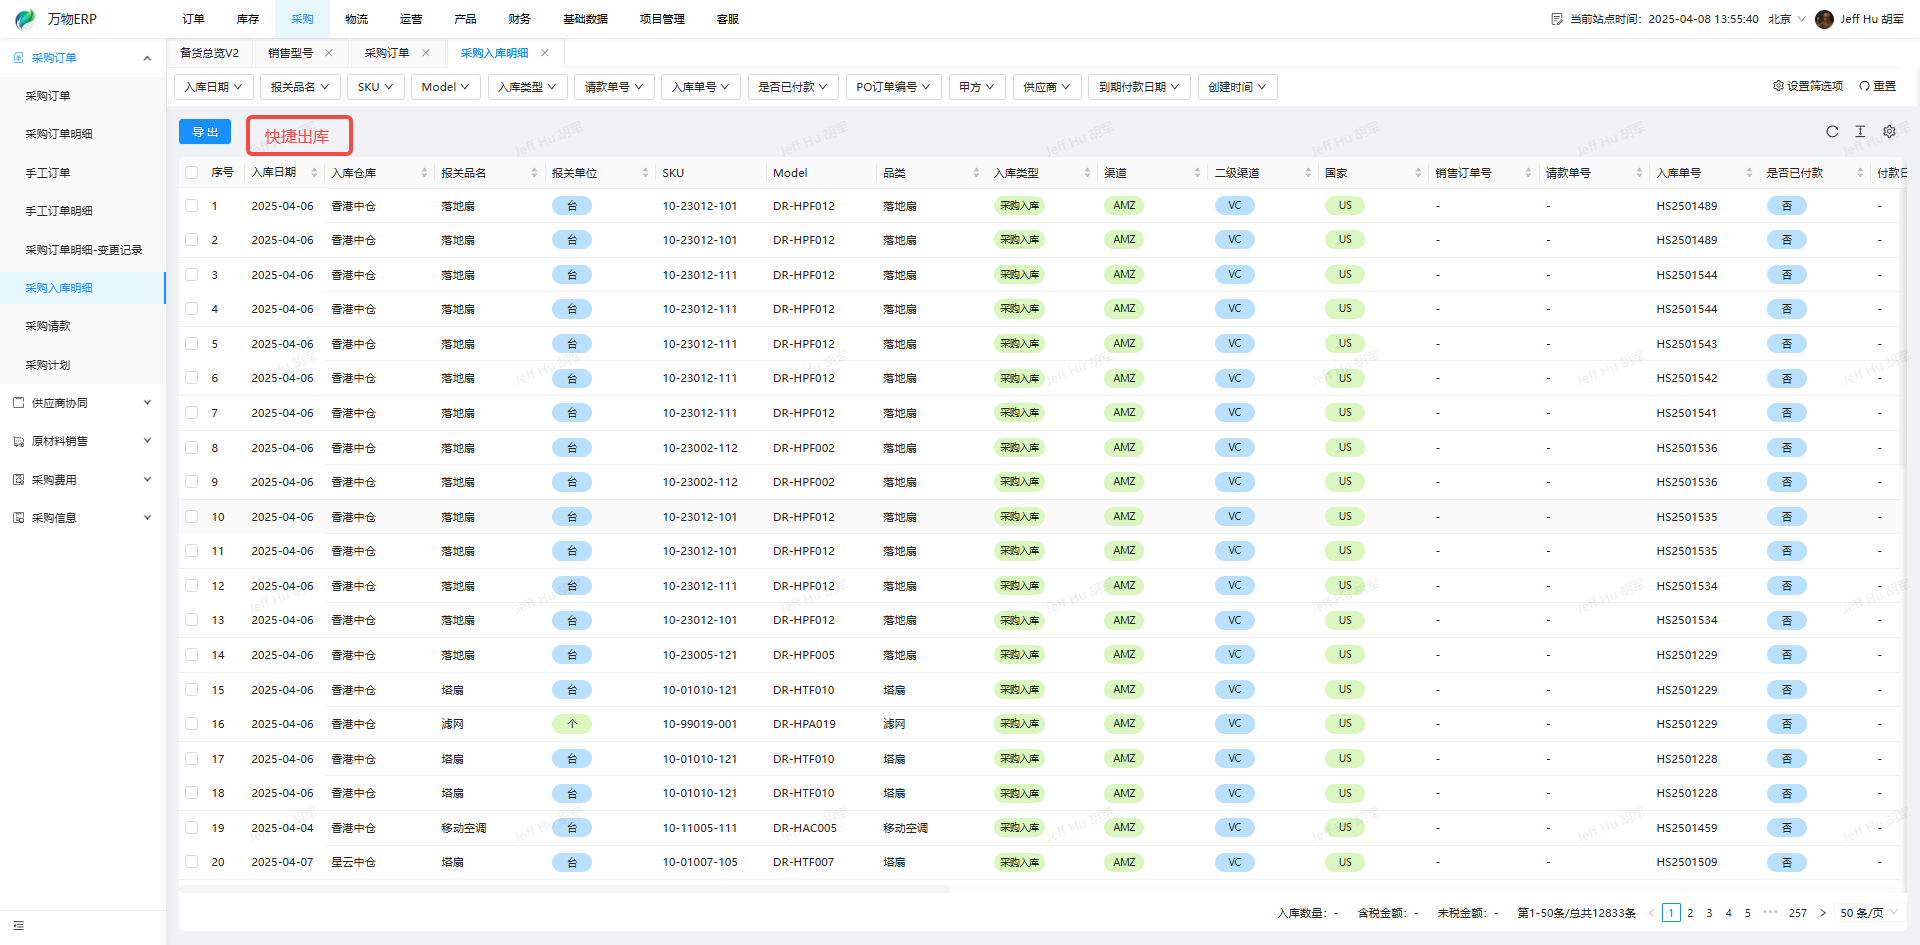 万物ERP
订单 库存 采购 物流 运营 产品 财务 基础数据 项目管理 客服
当前站点时间：2025-04-08 13:55:40 北京 Jeff Hu 胡军
采购订单
采购订单
采购订单明细
手工订单
手工订单明细
采购订单明细-变更记录
采购入库明细
采购请款
采购计划
供应商协同
原材料销售
采购费用
采购信息
备货总览V2 销售型号 采购订单 采购入库明细
入库日期 报关品名 SKU Model 入库类型 请款单号 入库单号 是否已付款 PO订单编号 甲方 供应商 到期付款日期 创建时间 设置筛选项 重置
导 出 快捷出库
序号 入库日期 入库仓库 报关品名 报关单位 SKU Model 品类 入库类型 渠道 二级渠道 国家 销售订单号 请款单号 入库单号 是否已付款 付款日
1 2025-04-06 香港中仓 落地扇 台 10-23012-101 DR-HPF012 落地扇 采购入库 AMZ VC US - - HS2501489 否 -
2 2025-04-06 香港中仓 落地扇 台 10-23012-101 DR-HPF012 落地扇 采购入库 AMZ VC US - - HS2501489 否 -
3 2025-04-06 香港中仓 落地扇 台 10-23012-111 DR-HPF012 落地扇 采购入库 AMZ VC US - - HS2501544 否 -
4 2025-04-06 香港中仓 落地扇 台 10-23012-111 DR-HPF012 落地扇 采购入库 AMZ VC US - - HS2501544 否 -
5 2025-04-06 香港中仓 落地扇 台 10-23012-111 DR-HPF012 落地扇 采购入库 AMZ VC US - - HS2501543 否 -
6 2025-04-06 香港中仓 落地扇 台 10-23012-111 DR-HPF012 落地扇 采购入库 AMZ VC US - - HS2501542 否 -
7 2025-04-06 香港中仓 落地扇 台 10-23012-111 DR-HPF012 落地扇 采购入库 AMZ VC US - - HS2501541 否 -
8 2025-04-06 香港中仓 落地扇 台 10-23002-112 DR-HPF002 落地扇 采购入库 AMZ VC US - - HS2501536 否 -
9 2025-04-06 香港中仓 落地扇 台 10-23002-112 DR-HPF002 落地扇 采购入库 AMZ VC US - - HS2501536 否 -
10 2025-04-06 香港中仓 落地扇 台 10-23012-101 DR-HPF012 落地扇 采购入库 AMZ VC US - - HS2501535 否 -
11 2025-04-06 香港中仓 落地扇 台 10-23012-101 DR-HPF012 落地扇 采购入库 AMZ VC US - - HS2501535 否 -
12 2025-04-06 香港中仓 落地扇 台 10-23012-111 DR-HPF012 落地扇 采购入库 AMZ VC US - - HS2501534 否 -
13 2025-04-06 香港中仓 落地扇 台 10-23012-101 DR-HPF012 落地扇 采购入库 AMZ VC US - - HS2501534 否 -
14 2025-04-06 香港中仓 落地扇 台 10-23005-121 DR-HPF005 落地扇 采购入库 AMZ VC US - - HS2501229 否 -
15 2025-04-06 香港中仓 塔扇 台 10-01010-121 DR-HTF010 塔扇 采购入库 AMZ VC US - - HS2501229 否 -
16 2025-04-06 香港中仓 滤网 个 10-99019-001 DR-HPA019 滤网 采购入库 AMZ VC US - - HS2501229 否 -
17 2025-04-06 香港中仓 塔扇 台 10-01010-121 DR-HTF010 塔扇 采购入库 AMZ VC US - - HS2501228 否 -
18 2025-04-06 香港中仓 塔扇 台 10-01010-121 DR-HTF010 塔扇 采购入库 AMZ VC US - - HS2501228 否 -
19 2025-04-04 香港中仓 移动空调 台 10-11005-111 DR-HAC005 移动空调 采购入库 AMZ VC US - - HS2501459 否 -
20 2025-04-07 星云中仓 塔扇 台 10-01007-105 DR-HTF007 塔扇 采购入库 AMZ VC US - - HS2501509 否 -
入库数量：- 含税金额：- 未税金额：- 第1-50条/总共12833条 1 2 3 4 5 ••• 257 50 条/页